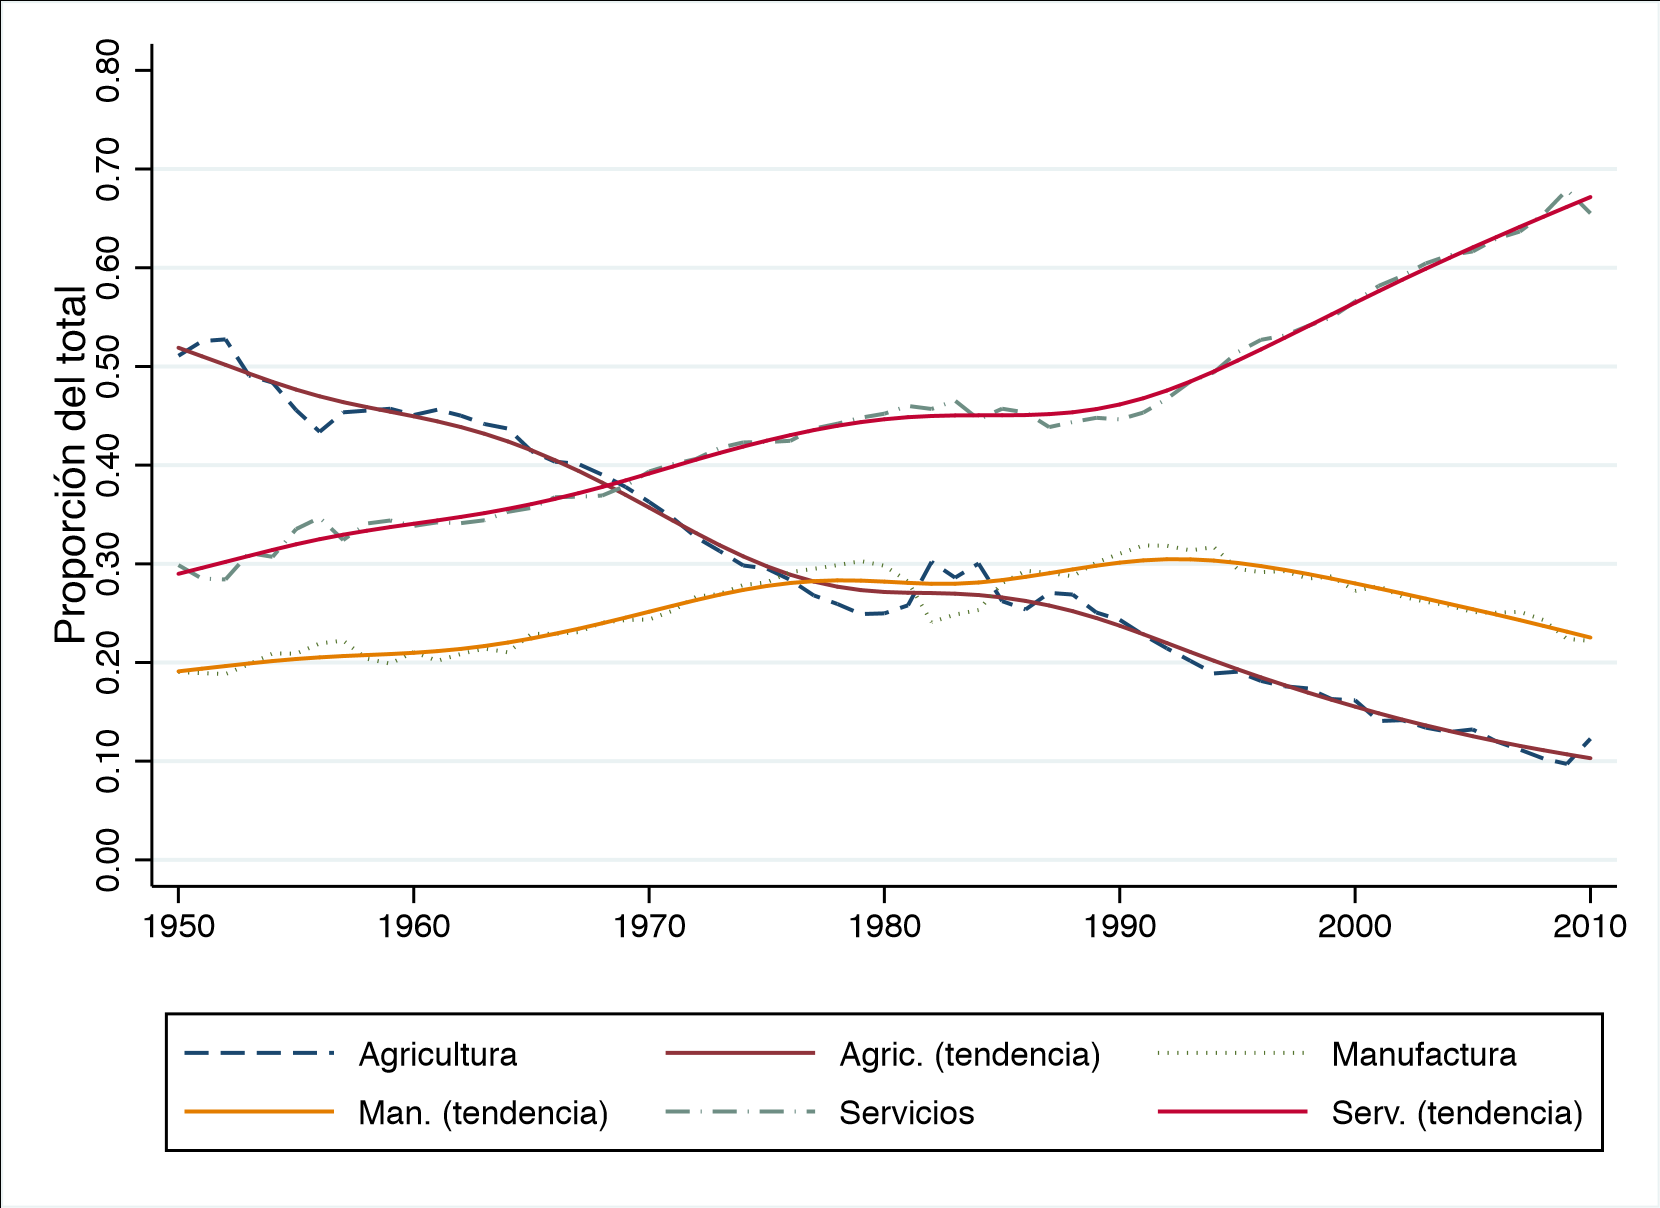 Proporción del total
0.80
0.70
0.60
0.50
0.40
0.30
0.20
0.10
0.00
1950 1960 1970 1980 1990 2000 2010
Agricultura Agric. (tendencia) Manufactura
Man. (tendencia) Servicios Serv. (tendencia)